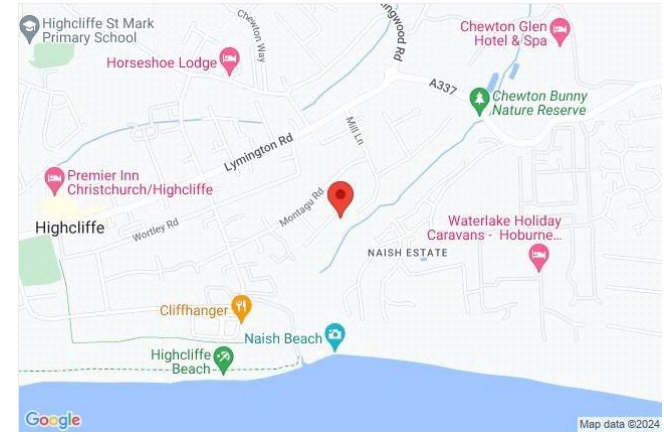 Highcliffe St Mark
Primary School
Chewton Way
Horseshoe Lodge
Chewton Glen
Hotel & Spa
A337
Chewton Bunny
Nature Reserve
Mill Ln
Lymington Rd
Premier Inn
Christchurch/Highcliffe
Highcliffe
Wortley Rd
Montagu Rd
Waterlake Holiday
Caravans - Hoburne...
NAISH ESTATE
Cliffhanger
Naish Beach
Highcliffe
Beach
Google
Map data ©2024